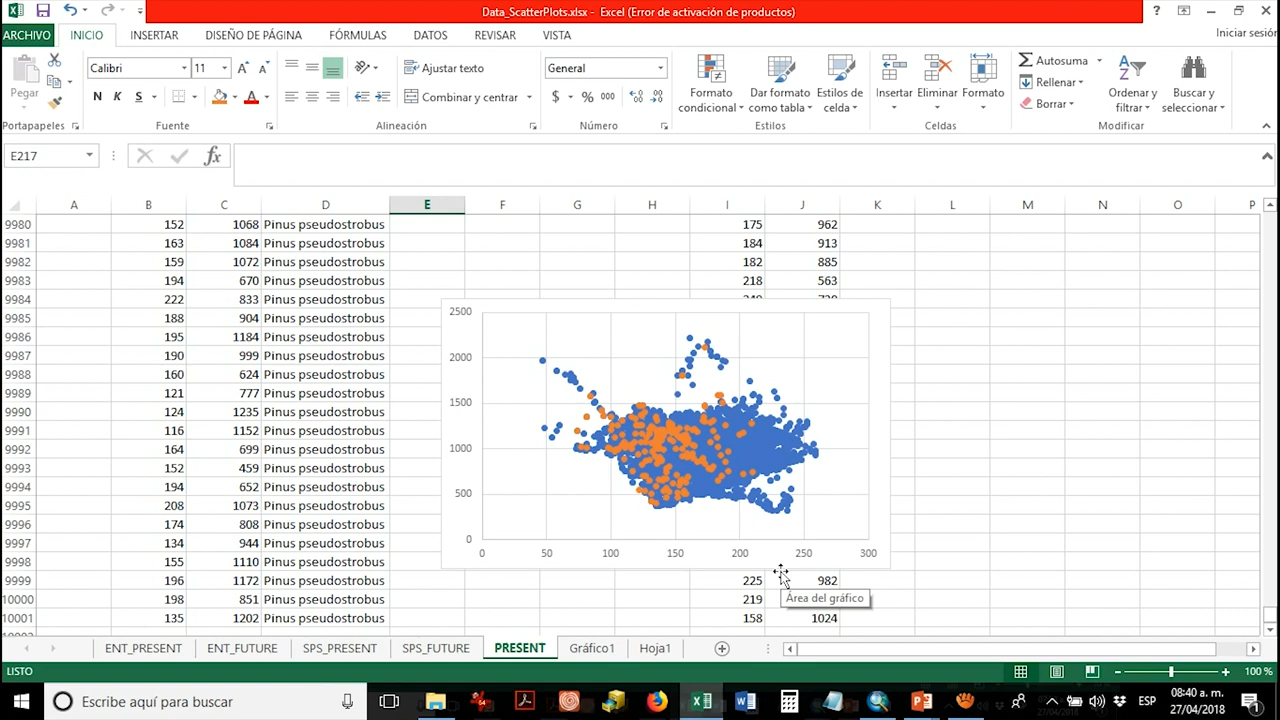 Data_ScatterPlots.xlsx - Excel (Error de activación de productos)
ARCHIVO INICIO INSERTAR DISEÑO DE PÁGINA FÓRMULAS DATOS REVISAR VISTA Iniciar sesión
Pegar
Portapapeles
Calibri 11
N K S
Fuente
Ajustar texto
Combinar y centrar
Alineación
General
$ % 000
Número
Formato condicional
Dar formato como tabla
Estilos de celda
Estilos
Insertar Eliminar Formato
Celdas
Autosuma
Rellenar
Borrar
Ordenar y filtrar
Buscar y seleccionar
Modificar
E217
A B C D E F G H I J K L M N O P
9980 152 1068 Pinus pseudostrobus 175 962
9981 163 1084 Pinus pseudostrobus 184 913
9982 159 1072 Pinus pseudostrobus 182 885
9983 194 670 Pinus pseudostrobus 218 563
9984 222 833 Pinus pseudostrobus
9985 188 904 Pinus pseudostrobus
9986 195 1184 Pinus pseudostrobus
9987 190 999 Pinus pseudostrobus
9988 160 624 Pinus pseudostrobus
9989 121 777 Pinus pseudostrobus
9990 124 1235 Pinus pseudostrobus
9991 116 1152 Pinus pseudostrobus
9992 164 699 Pinus pseudostrobus
9993 152 459 Pinus pseudostrobus
9994 194 652 Pinus pseudostrobus
9995 208 1073 Pinus pseudostrobus
9996 174 808 Pinus pseudostrobus
9997 134 944 Pinus pseudostrobus
9998 155 1110 Pinus pseudostrobus
9999 196 1172 Pinus pseudostrobus 225 982
10000 198 851 Pinus pseudostrobus 219
10001 135 1202 Pinus pseudostrobus 158 1024
2500
2000
1500
1000
500
0
0 50 100 150 200 250 300
Área del gráfico
ENT_PRESENT ENT_FUTURE SPS_PRESENT SPS_FUTURE PRESENT Gráfico1 Hoja1
LISTO 100 %
Escribe aquí para buscar
ESP
08:40 a. m.
27/04/2018